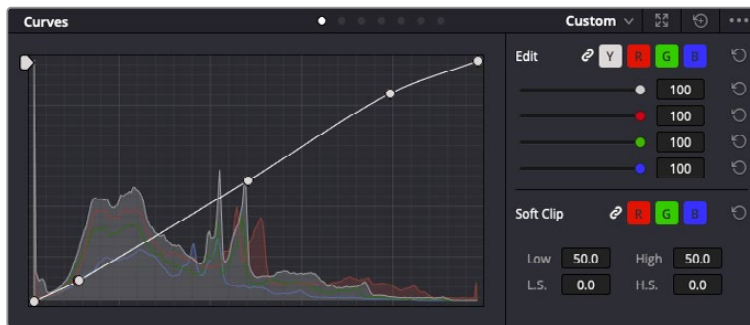 Curves
Custom
Edit
Y R G B
100
100
100
100
Soft Clip
R G B
Low 50.0 High 50.0
L.S. 0.0 H.S. 0.0